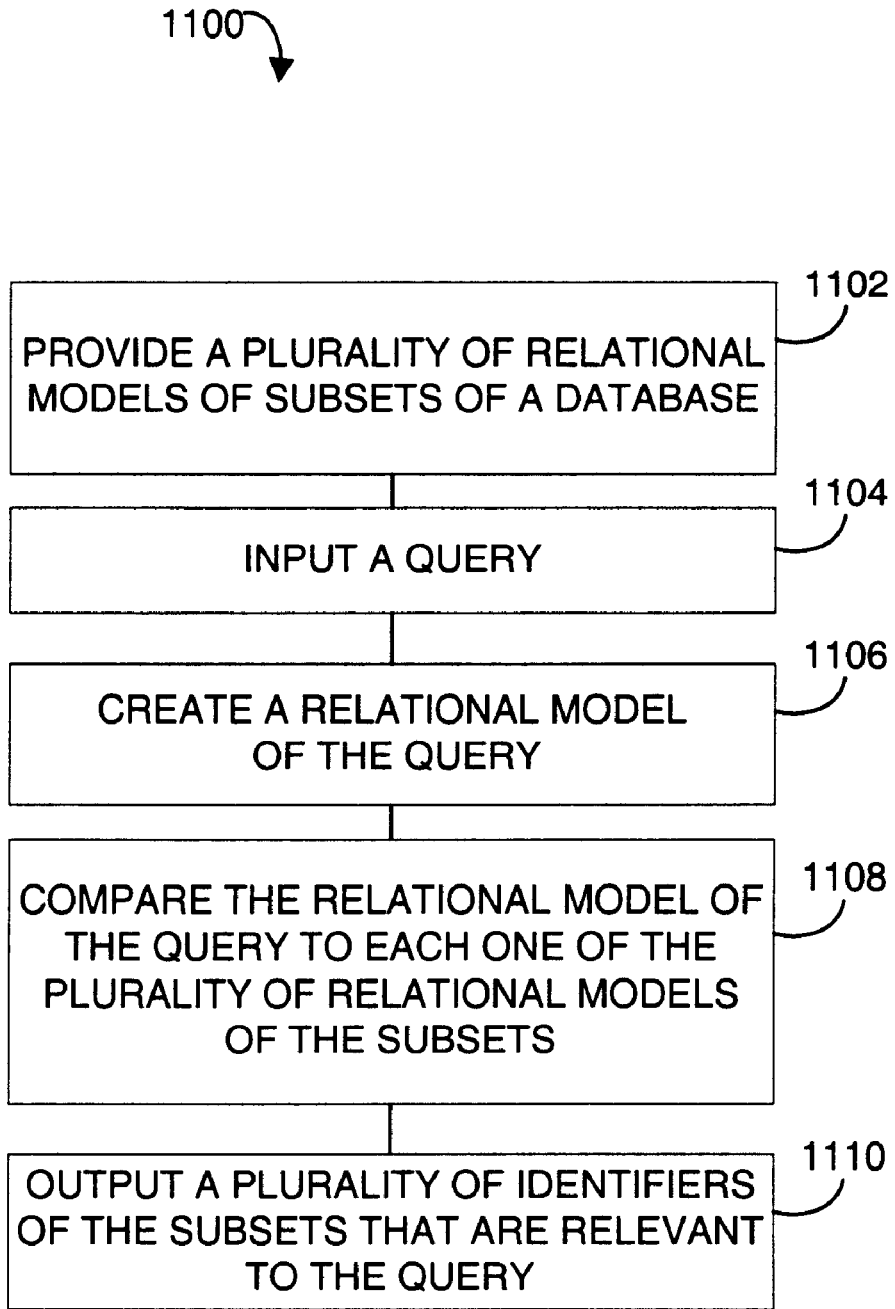 1100
1102
PROVIDE A PLURALITY OF RELATIONAL
MODELS OF SUBSETS OF A DATABASE
1104
INPUT A QUERY
1106
CREATE A RELATIONAL MODEL
OF THE QUERY
1108
COMPARE THE RELATIONAL MODEL OF
THE QUERY TO EACH ONE OF THE
PLURALITY OF RELATIONAL MODELS
OF THE SUBSETS
1110
OUTPUT A PLURALITY OF IDENTIFIERS
OF THE SUBSETS THAT ARE RELEVANT
TO THE QUERY